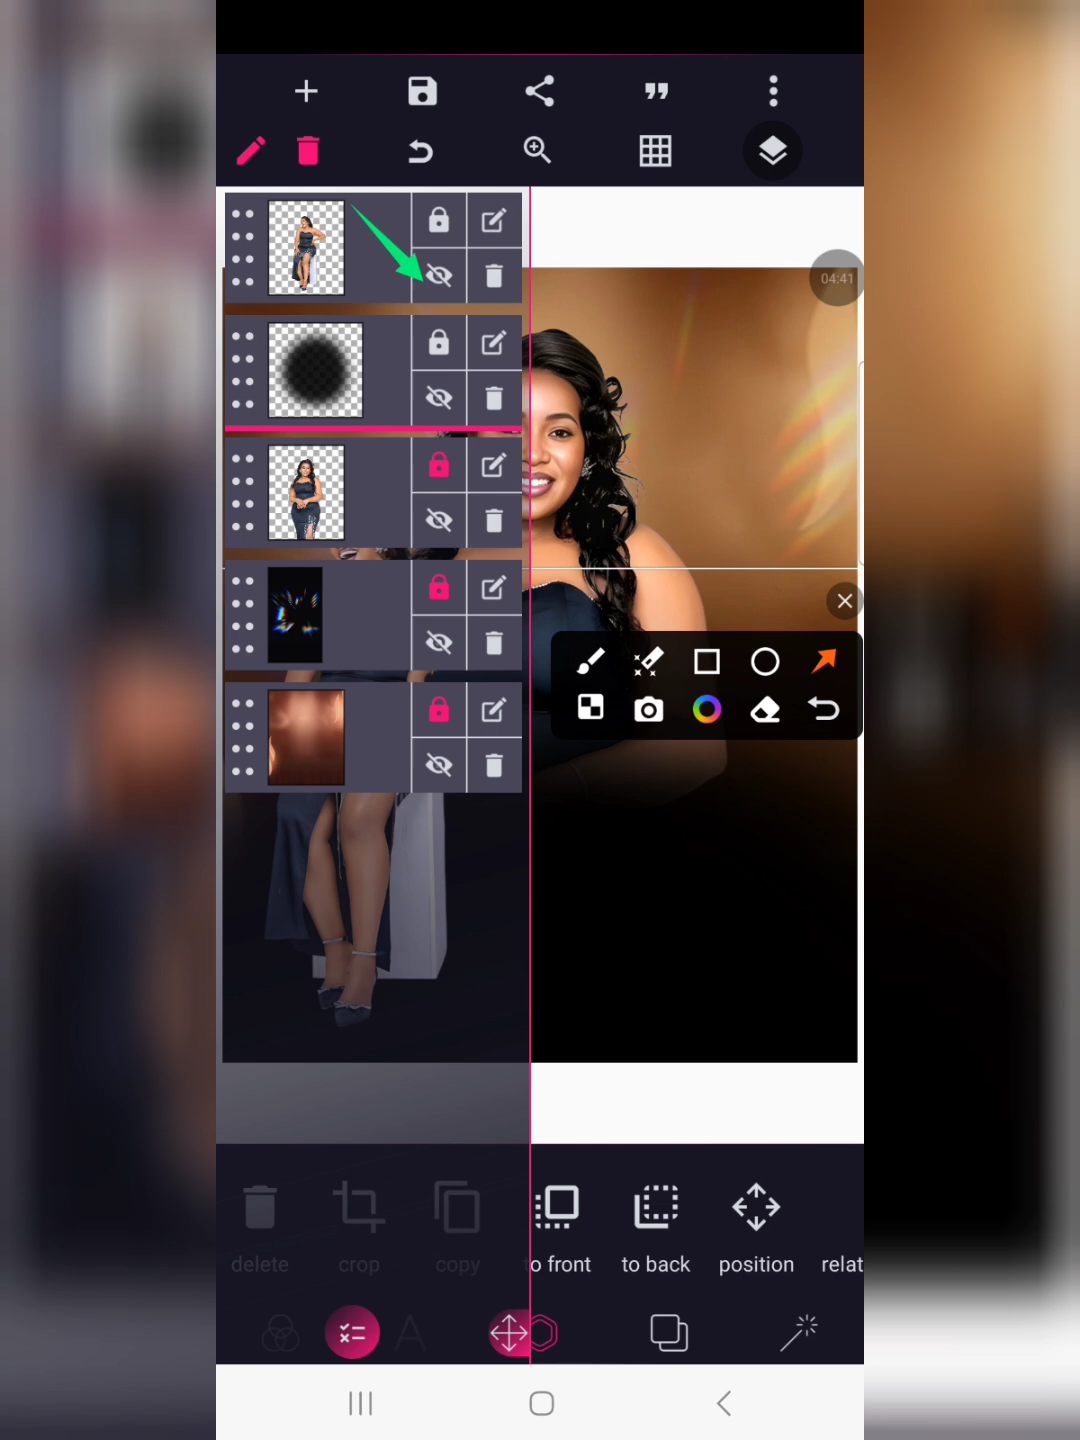 04:41
delete
crop
copy
o front
to back
position
relat